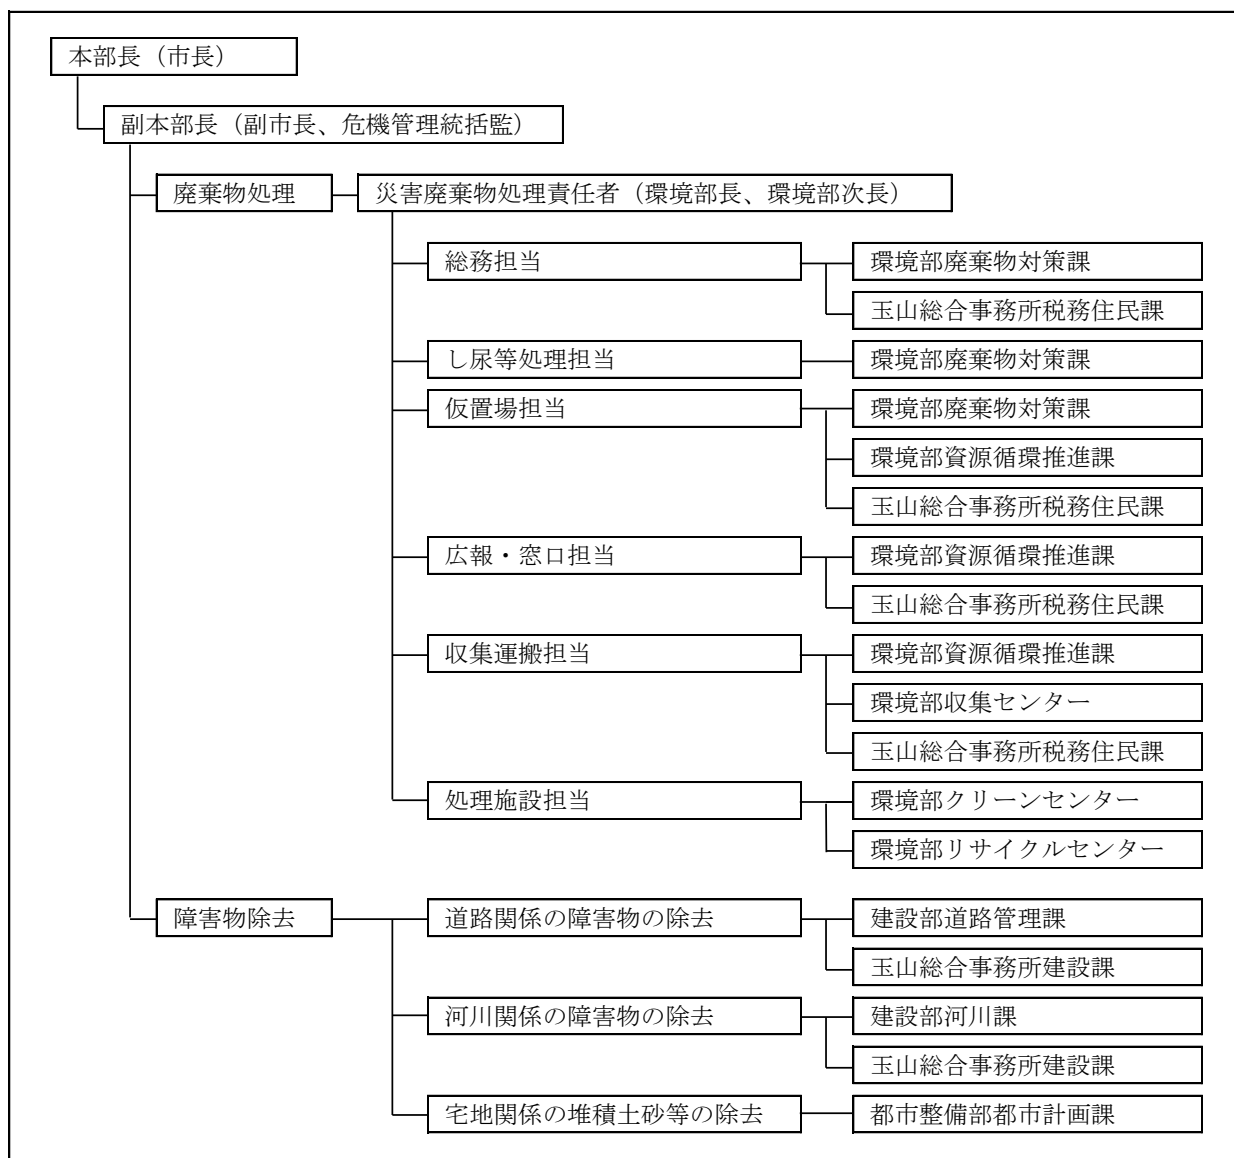 本部長（市長）
副本部長（副市長、危機管理統括監）
廃棄物処理
災害廃棄物処理責任者（環境部長、環境部次長）
総務担当
環境部廃棄物対策課
玉山総合事務所税務住民課
し尿等処理担当
環境部廃棄物対策課
仮置場担当
環境部廃棄物対策課
環境部資源循環推進課
玉山総合事務所税務住民課
広報・窓口担当
環境部資源循環推進課
玉山総合事務所税務住民課
収集運搬担当
環境部資源循環推進課
環境部収集センター
玉山総合事務所税務住民課
処理施設担当
環境部クリーンセンター
環境部リサイクルセンター
障害物除去
道路関係の障害物の除去
建設部道路管理課
玉山総合事務所建設課
河川関係の障害物の除去
建設部河川課
玉山総合事務所建設課
宅地関係の堆積土砂等の除去
都市整備部都市計画課